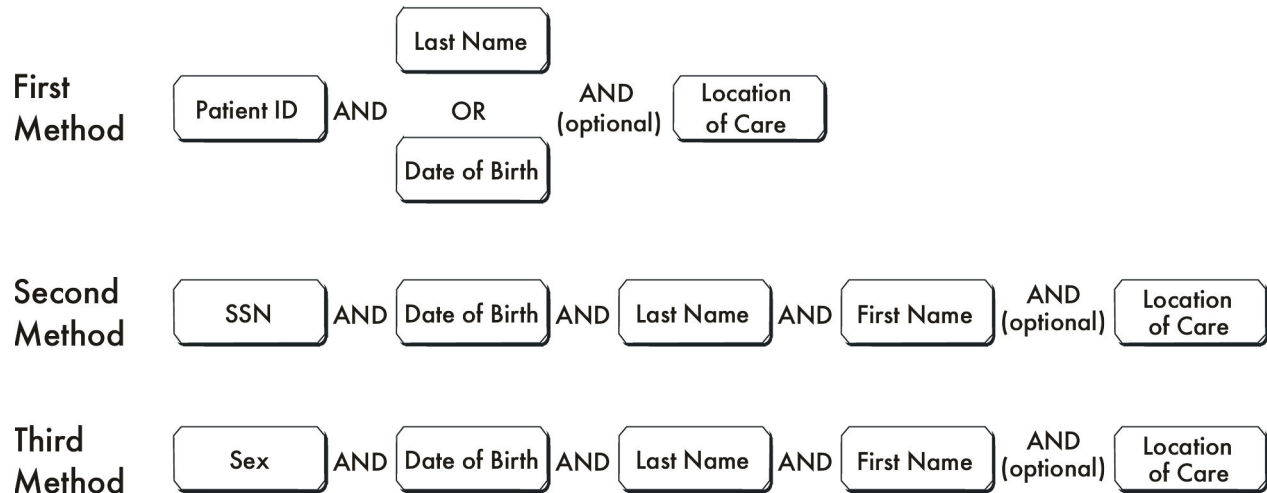 First
Method
Patient ID
AND
Last Name
OR
Date of Birth
AND
(optional)
Location
of Care
Second
Method
SSN
AND
Date of Birth
AND
Last Name
AND
First Name
AND
(optional)
Location
of Care
Third
Method
Sex
AND
Date of Birth
AND
Last Name
AND
First Name
AND
(optional)
Location
of Care